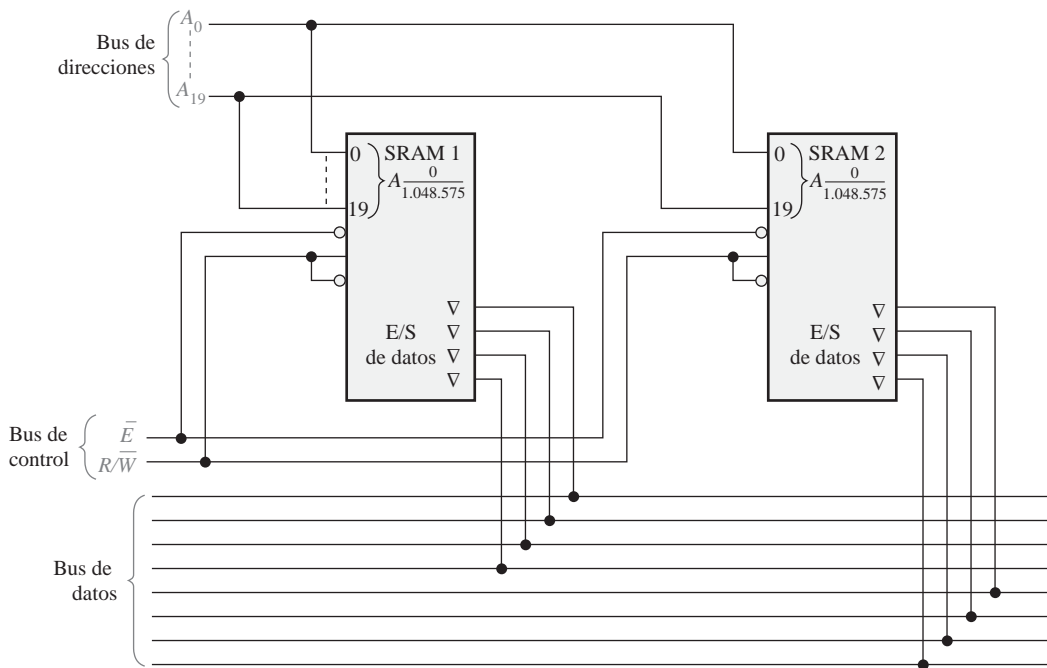 Bus de
direcciones
A0
A19
0
19
SRAM 1
A 0
1.048.575
E/S
de datos
∇
∇
∇
∇
0
19
SRAM 2
A 0
1.048.575
E/S
de datos
∇
∇
∇
∇
Bus de
control
E̅
R/W̅
Bus de
datos